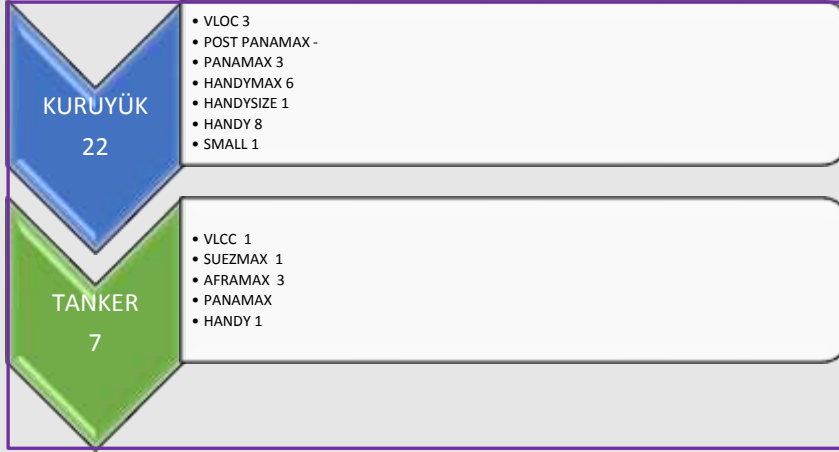 KURUYÜK
22
• VLOC 3
• POST PANAMAX -
• PANAMAX 3
• HANDYMAX 6
• HANDYSIZE 1
• HANDY 8
• SMALL 1
TANKER
7
• VLCC 1
• SUEZMAX 1
• AFRAMAX 3
• PANAMAX
• HANDY 1